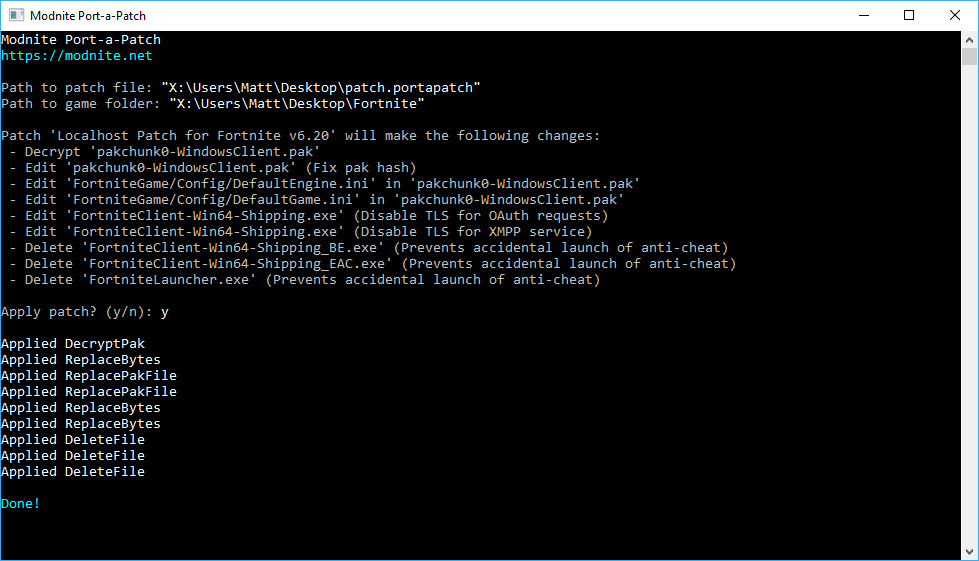 Modnite Port-a-Patch
Modnite Port-a-Patch
https://modnite.net
Path to patch file: "X:\Users\Matt\Desktop\patch.portapatch"
Path to game folder: "X:\Users\Matt\Desktop\Fortnite"
Patch 'Localhost Patch for Fortnite v6.20' will make the following changes:
- Decrypt 'pakchunk0-WindowsClient.pak'
- Edit 'pakchunk0-WindowsClient.pak' (Fix pak hash)
- Edit 'FortniteGame/Config/DefaultEngine.ini' in 'pakchunk0-WindowsClient.pak'
- Edit 'FortniteGame/Config/DefaultGame.ini' in 'pakchunk0-WindowsClient.pak'
- Edit 'FortniteClient-Win64-Shipping.exe' (Disable TLS for OAuth requests)
- Edit 'FortniteClient-Win64-Shipping.exe' (Disable TLS for XMPP service)
- Delete 'FortniteClient-Win64-Shipping_BE.exe' (Prevents accidental launch of anti-cheat)
- Delete 'FortniteClient-Win64-Shipping_EAC.exe' (Prevents accidental launch of anti-cheat)
- Delete 'FortniteLauncher.exe' (Prevents accidental launch of anti-cheat)
Apply patch? (y/n): y
Applied DecryptPak
Applied ReplaceBytes
Applied ReplacePakFile
Applied ReplacePakFile
Applied ReplaceBytes
Applied ReplaceBytes
Applied DeleteFile
Applied DeleteFile
Applied DeleteFile
Done!